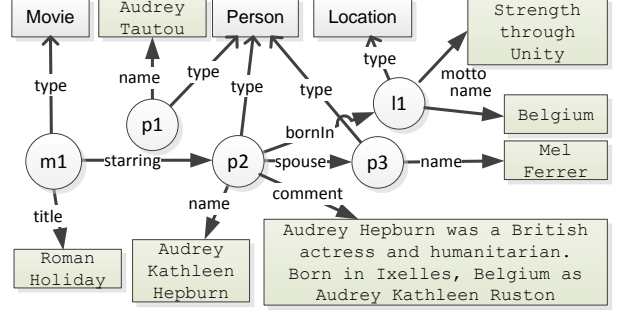 Movie
Audrey
Tautou
Person
Location
Strength
through
Unity
type
name
type
type
type
type
motto
name
l1
Belgium
p1
bornIn
m1
starring
p2
spouse
p3
name
Mel
Ferrer
title
name
comment
Roman
Holiday
Audrey
Kathleen
Hepburn
Audrey Hepburn was a British
actress and humanitarian.
Born in Ixelles, Belgium as
Audrey Kathleen Ruston